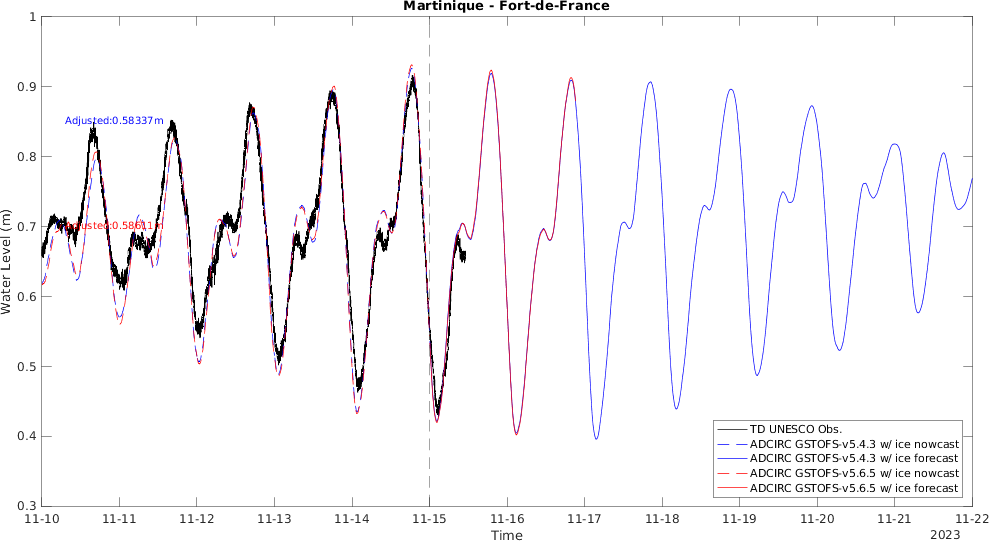 Martinique - Fort-de-France
Water Level (m)
1
0.9
0.8
0.7
0.6
0.5
0.4
0.3
Adjusted:0.58337m
Adjusted:0.58611m
TD UNESCO Obs.
ADCIRC GSTOFS-v5.4.3 w/ ice nowcast
ADCIRC GSTOFS-v5.4.3 w/ ice forecast
ADCIRC GSTOFS-v5.6.5 w/ ice nowcast
ADCIRC GSTOFS-v5.6.5 w/ ice forecast
11-10 11-11 11-12 11-13 11-14 11-15 11-16 11-17 11-18 11-19 11-20 11-21 11-22
Time
2023